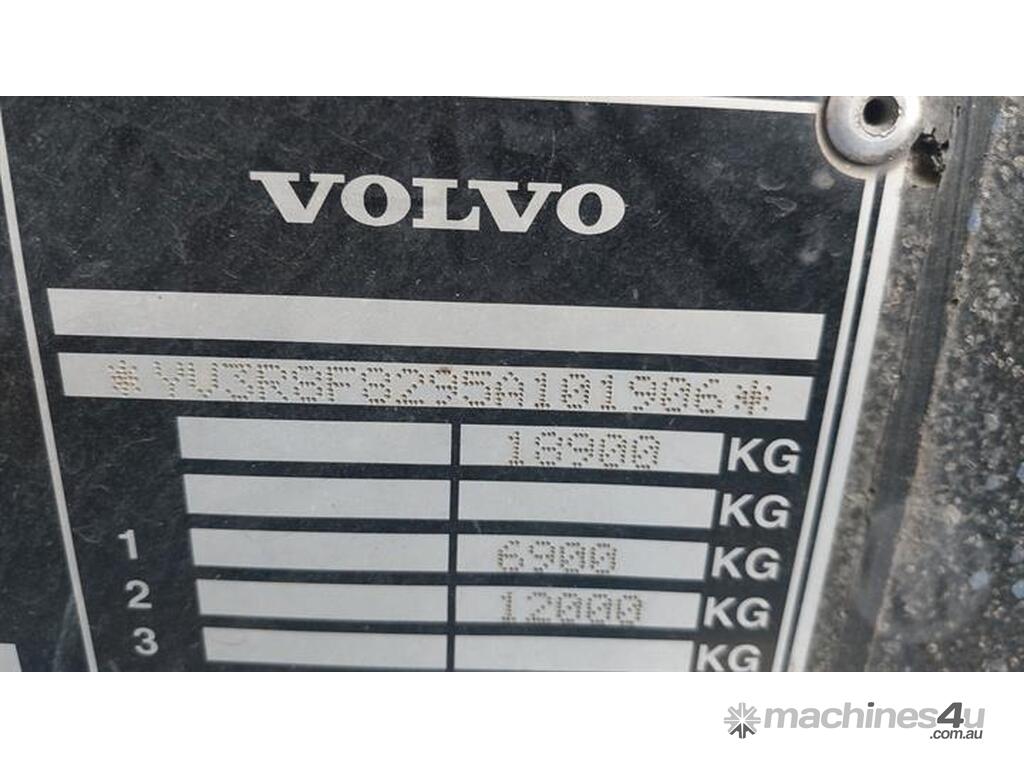 VOLVO
*YV3R8F8295A101906*
18900 KG
KG
1 6900 KG
2 12000 KG
3 KG
machines4u
.com.au